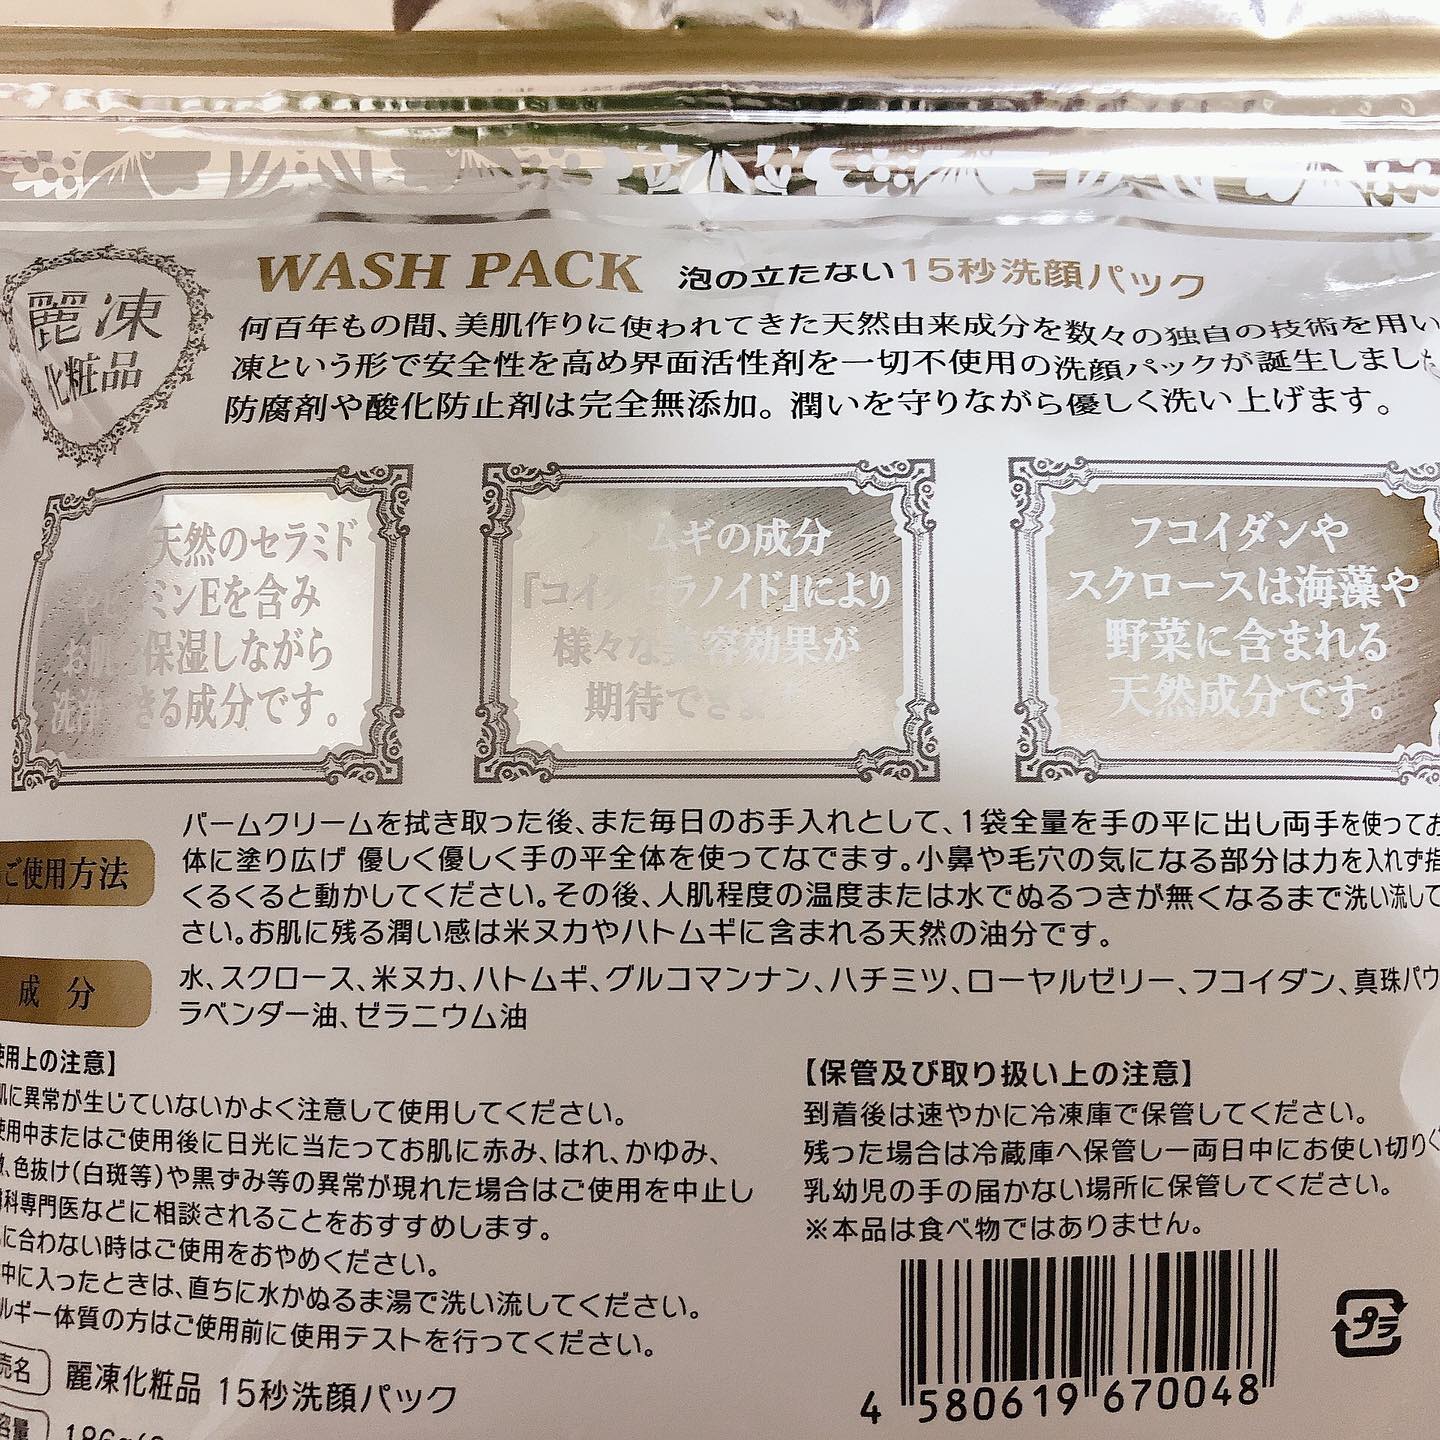 麗凍
化粧品
WASH PACK 泡の立たない15秒洗顔パック
何百年もの間、美肌作りに使われてきた天然由来成分を数々の独自の技術を用い
凍という形で安全性を高め界面活性剤を一切不使用の洗顔パックが誕生しました
防腐剤や酸化防止剤は完全無添加。潤いを守りながら優しく洗い上げます。
天然のセラミド
ミンEを含み
お肌 保湿しながら
洗浄 きる成分です。
トムギの成分
『コイ ラノイド』により
様々な 容効果が
期待でき
フコイダンや
スクロースは海藻や
野菜に含まれる
天然成分です。
ご使用方法
バームクリームを拭き取った後、また毎日のお手入れとして、1袋全量を手の平に出し両手を使ってお
体に塗り広げ 優しく優しく手の平全体を使ってなでます。小鼻や毛穴の気になる部分は力を入れず指
くるくると動かしてください。その後、人肌程度の温度または水でぬるつきが無くなるまで洗い流して
さい。お肌に残る潤い感は米ヌカやハトムギに含まれる天然の油分です。
成分
水、スクロース、米ヌカ、ハトムギ、グルコマンナン、ハチミツ、ローヤルゼリー、フコイダン、真珠パウ
ラベンダー油、ゼラニウム油
使用上の注意】
肌に異常が生じていないかよく注意して使用してください。
使用中またはご使用後に日光に当たってお肌に赤み、はれ、かゆみ、
、色抜け(白斑等)や黒ずみ等の異常が現れた場合はご使用を中止し
科専門医などに相談されることをおすすめします。
に合わない時はご使用をおやめください。
中に入ったときは、直ちに水かぬるま湯で洗い流してください。
ルギー体質の方はご使用前に使用テストを行ってください。
売名 麗凍化粧品 15秒洗顔パック
容量
【保管及び取り扱い上の注意】
到着後は速やかに冷凍庫で保管してください。
残った場合は冷蔵庫へ保管し一両日中にお使い切りく
乳幼児の手の届かない場所に保管してください。
※本品は食べ物ではありません。
4 580619 670048
プラ